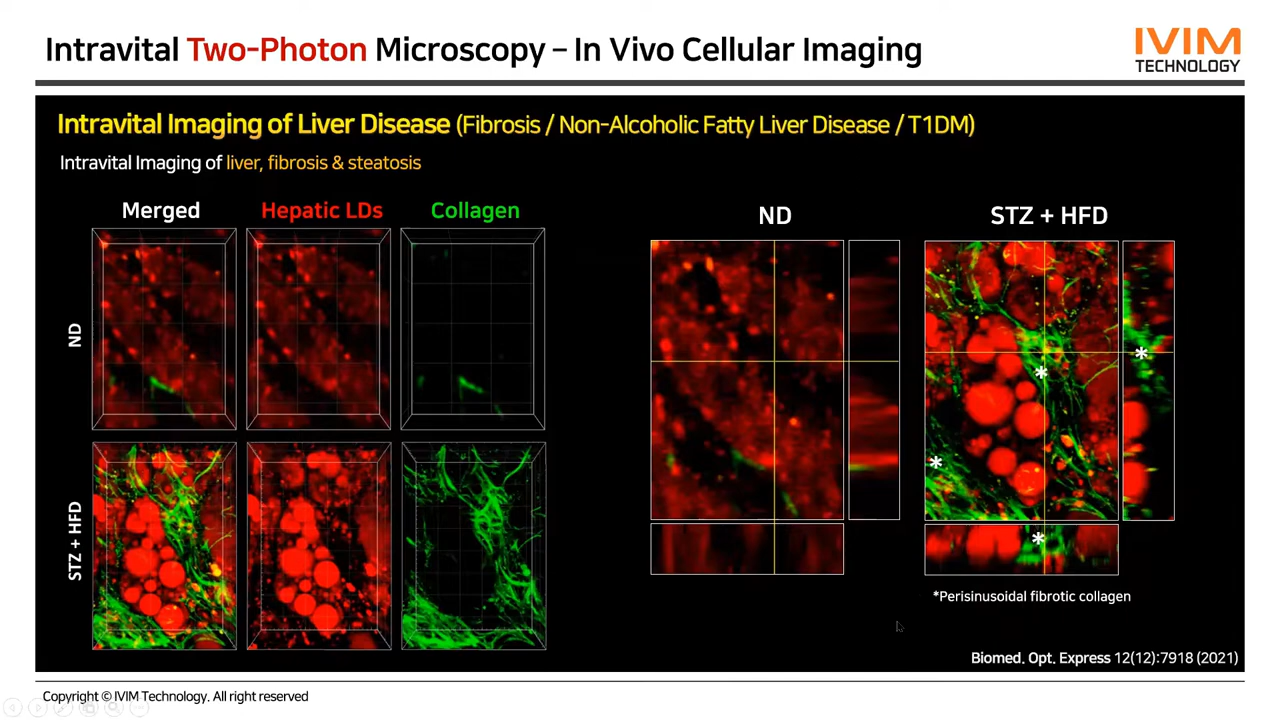 Intravital Two-Photon Microscopy – In Vivo Cellular Imaging
IVIM
TECHNOLOGY
Intravital Imaging of Liver Disease (Fibrosis / Non-Alcoholic Fatty Liver Disease / T1DM)
Intravital Imaging of liver, fibrosis & steatosis
Merged
Hepatic LDs
Collagen
ND
STZ + HFD
ND
STZ + HFD
*
*
*
*
*Perisinusoidal fibrotic collagen
Biomed. Opt. Express 12(12):7918 (2021)
Copyright © IVIM Technology. All right reserved